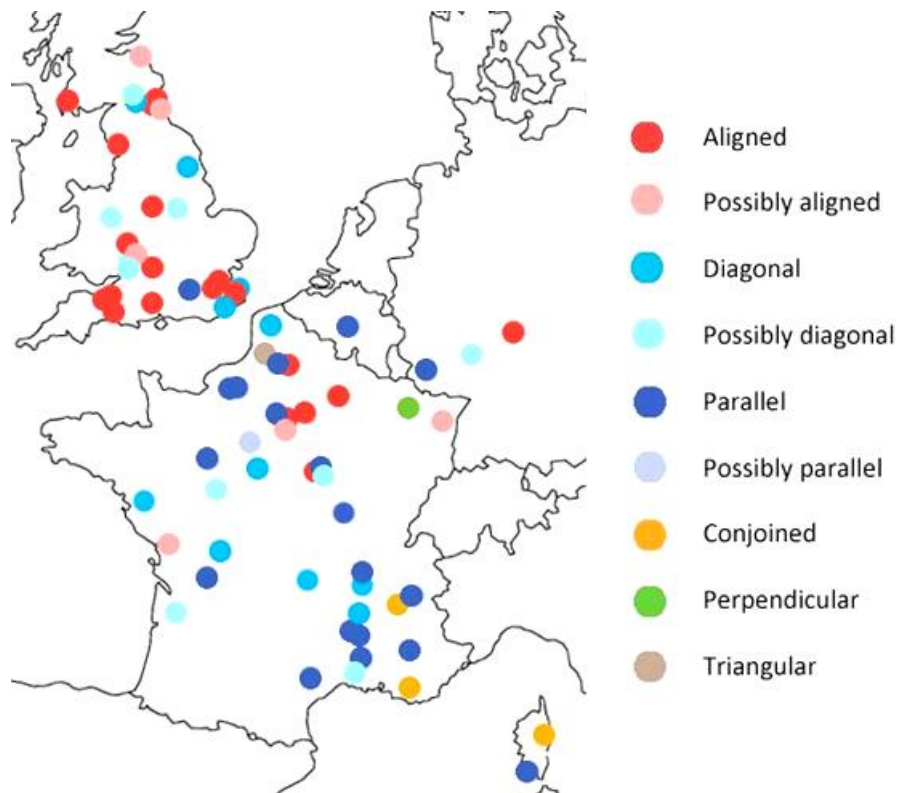 Aligned
Possibly aligned
Diagonal
Possibly diagonal
Parallel
Possibly parallel
Conjoined
Perpendicular
Triangular